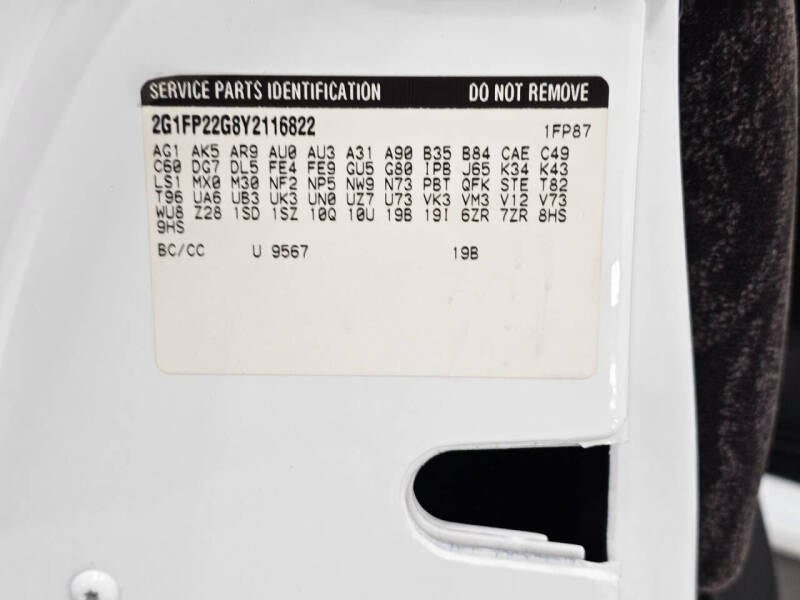 SERVICE PARTS IDENTIFICATION DO NOT REMOVE
2G1FP22G8Y2116822 1FP87
AG1 AK5 AR9 AU0 AU3 A31 A90 B35 B84 CAE C49
C60 DG7 DL5 FE4 FE9 GU5 G80 IPB J65 K34 K43
LS1 MX0 M30 NF2 NP5 NW9 N73 PBT QFK STE T82
T96 UA6 UB3 UK3 UN0 UZ7 U73 VK3 VM3 V12 V73
WU8 Z28 1SD 1SZ 10Q 10U 19B 19I 6ZR 7ZR 8HS
9HS
BC/CC U 9567 19B